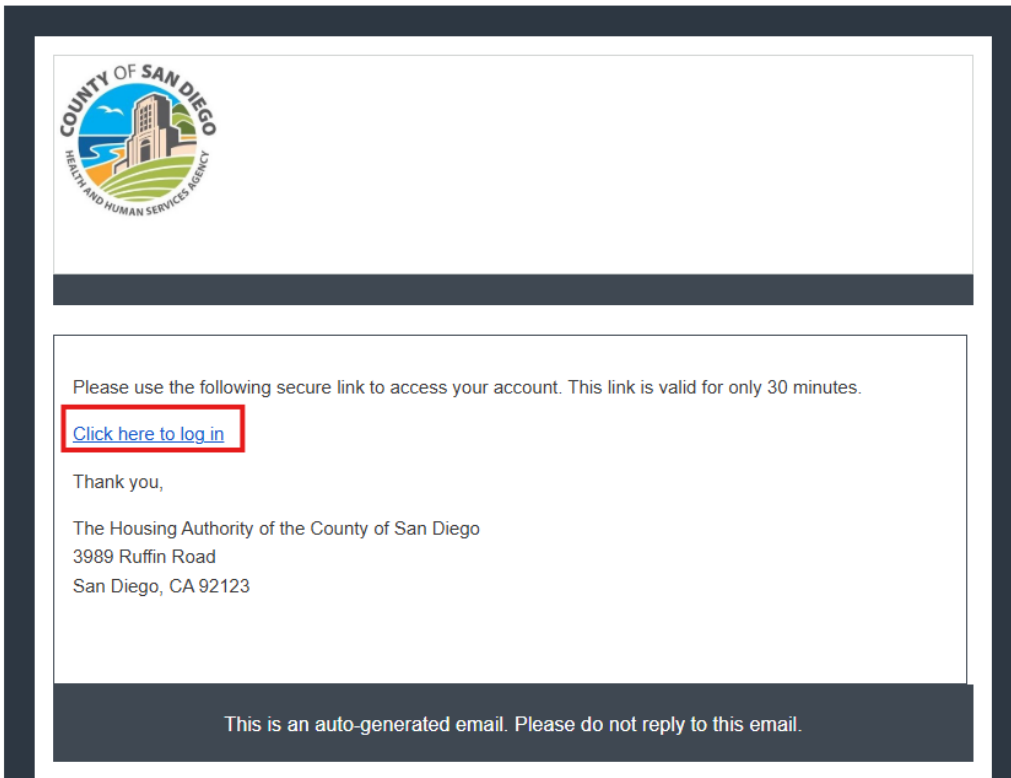 COUNTY OF SAN DIEGO
HEALTH AND HUMAN SERVICES AGENCY
Please use the following secure link to access your account. This link is valid for only 30 minutes.
Click here to log in
Thank you,
The Housing Authority of the County of San Diego
3989 Ruffin Road
San Diego, CA 92123
This is an auto-generated email. Please do not reply to this email.